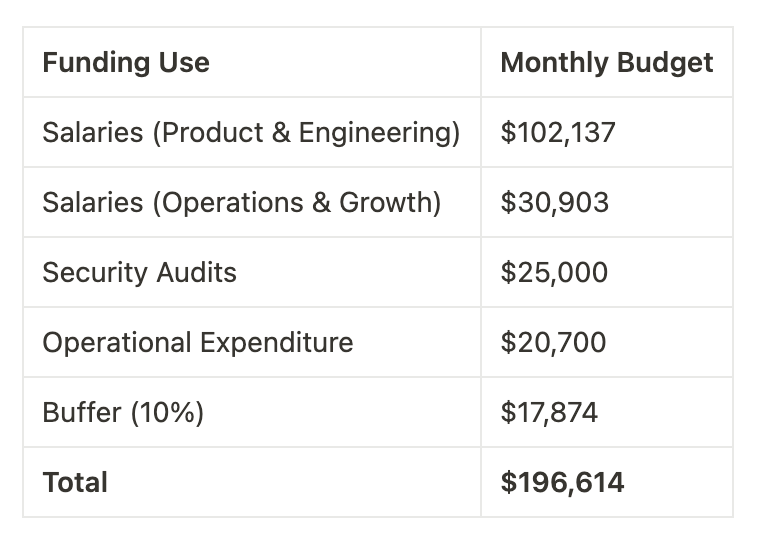 Funding Use Monthly Budget
Salaries (Product & Engineering) $102,137
Salaries (Operations & Growth) $30,903
Security Audits $25,000
Operational Expenditure $20,700
Buffer (10%) $17,874
Total $196,614